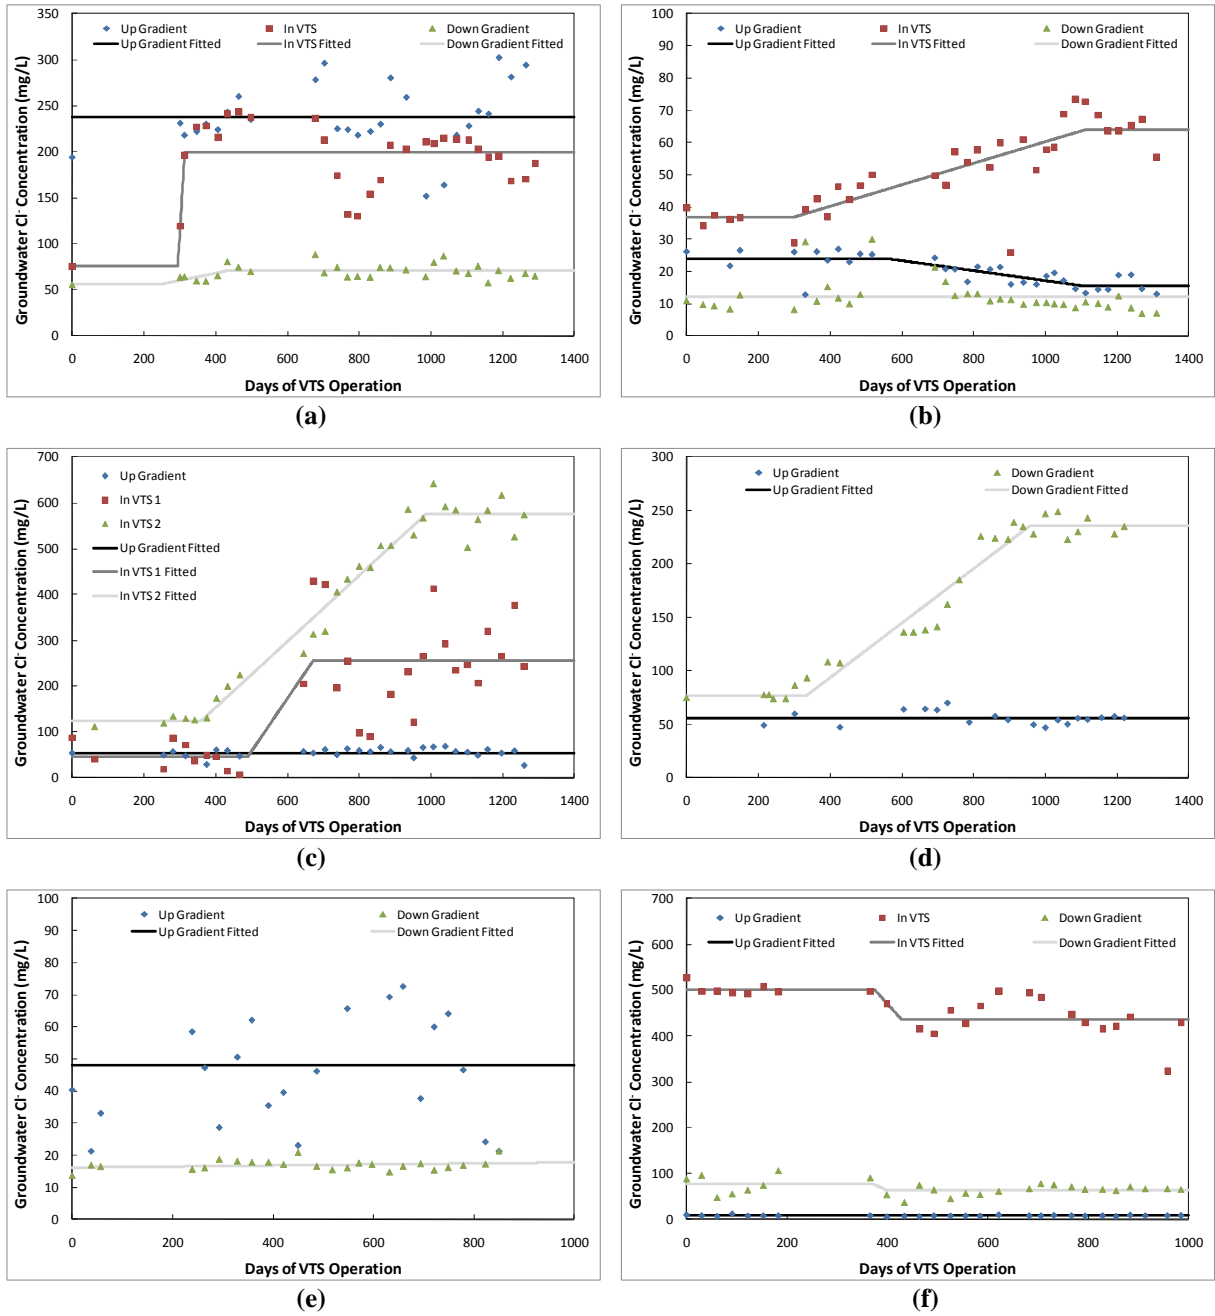 Up Gradient In VTS Down Gradient
Up Gradient Fitted In VTS Fitted Down Gradient Fitted
Groundwater Cl- Concentration (mg/L)
350
300
250
200
150
100
50
0
0 200 400 600 800 1000 1200 1400
Days of VTS Operation
(a)
Up Gradient In VTS Down Gradient
Up Gradient Fitted In VTS Fitted Down Gradient Fitted
Groundwater Cl- Concentration (mg/L)
100
90
80
70
60
50
40
30
20
10
0
0 200 400 600 800 1000 1200 1400
Days of VTS Operation
(b)
Up Gradient
In VTS 1
In VTS 2
Up Gradient Fitted
In VTS 1 Fitted
In VTS 2 Fitted
Groundwater Cl- Concentration (mg/L)
700
600
500
400
300
200
100
0
0 200 400 600 800 1000 1200 1400
Days of VTS Operation
(c)
Up Gradient Down Gradient
Up Gradient Fitted Down Gradient Fitted
Groundwater Cl- Concentration (mg/L)
300
250
200
150
100
50
0
0 200 400 600 800 1000 1200 1400
Days of VTS Operation
(d)
Up Gradient Down Gradient
Up Gradient Fitted Down Gradient Fitted
Groundwater Cl- Concentration (mg/L)
100
90
80
70
60
50
40
30
20
10
0
0 200 400 600 800 1000
Days of VTS Operation
(e)
Up Gradient In VTS Down Gradient
Up Gradient Fitted In VTS Fitted Down Gradient Fitted
Groundwater Cl- Concentration (mg/L)
700
600
500
400
300
200
100
0
0 200 400 600 800 1000
Days of VTS Operation
(f)